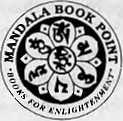 MANDALA BOOK POINT
• BOOKS FOR ENLIGHTENMENT •